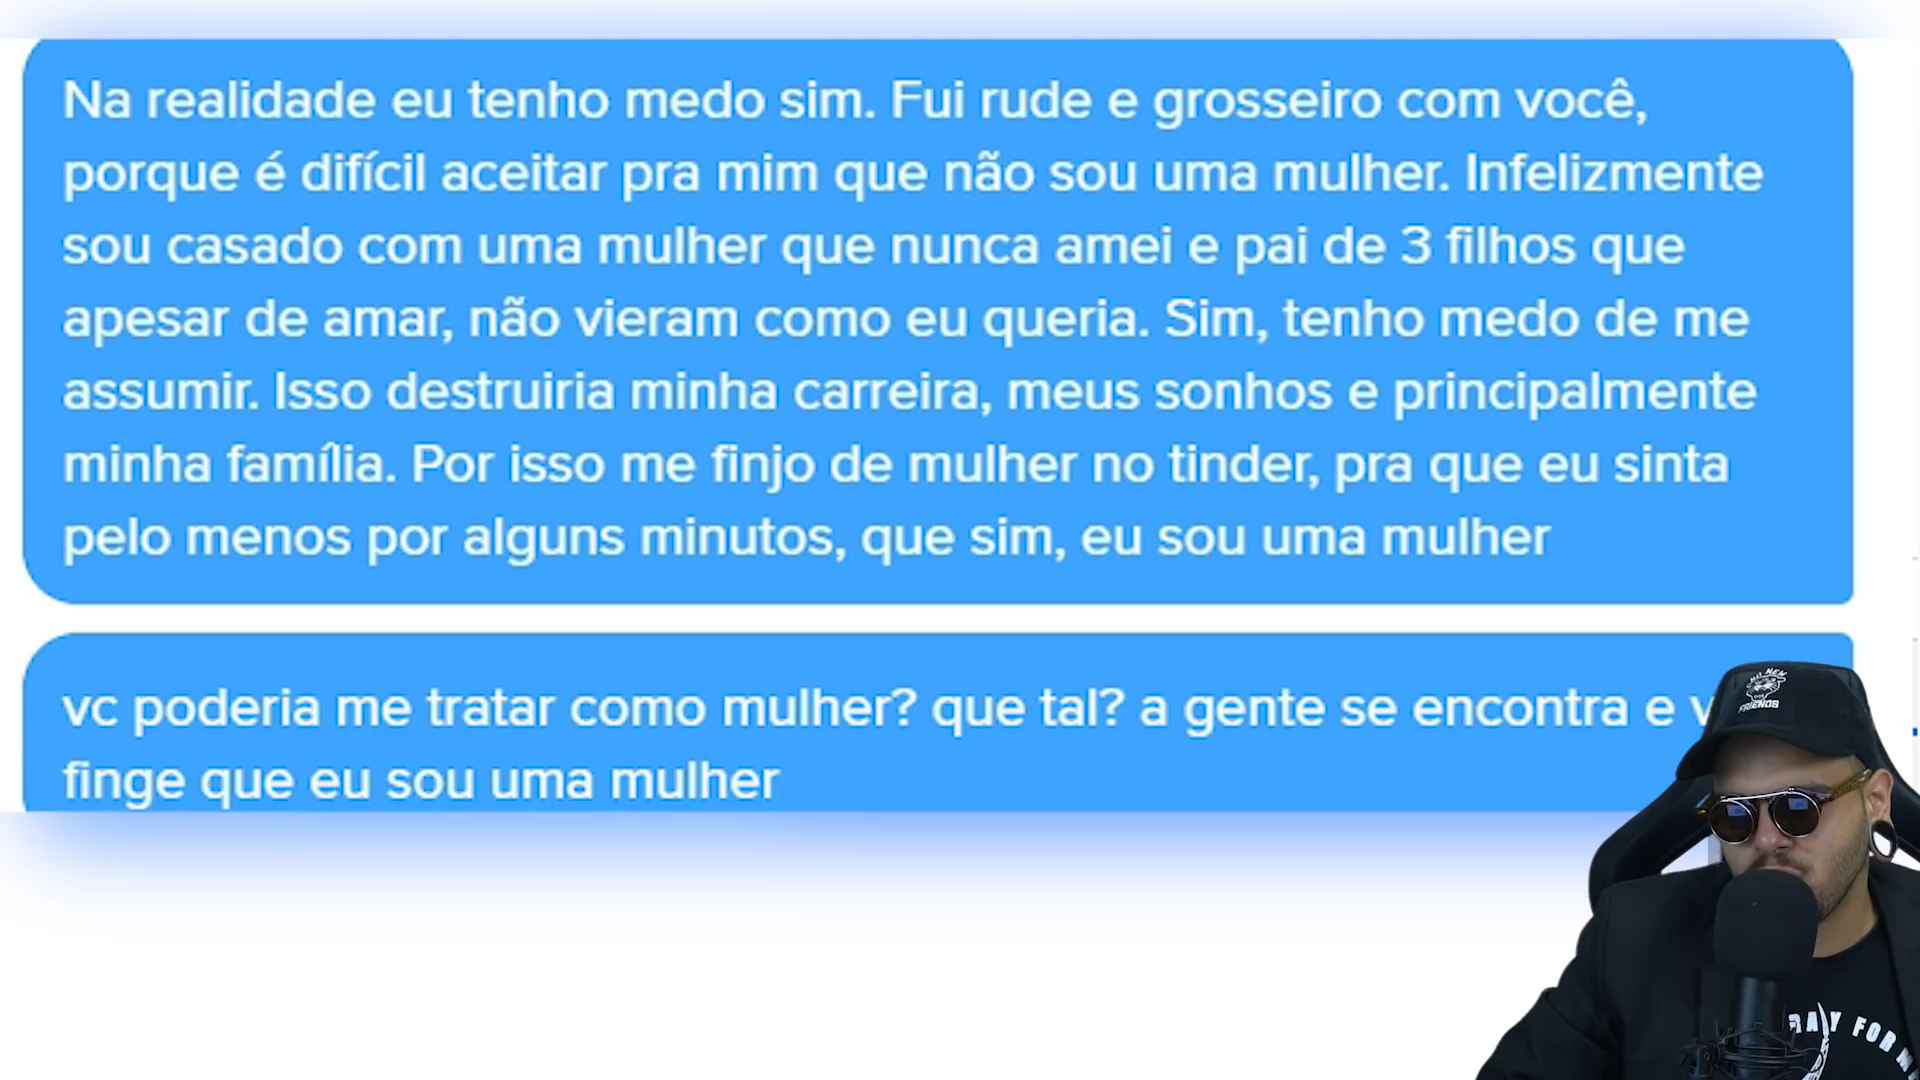 Na realidade eu tenho medo sim. Fui rude e grosseiro com você,
porque é difícil aceitar pra mim que não sou uma mulher. Infelizmente
sou casado com uma mulher que nunca amei e pai de 3 filhos que
apesar de amar, não vieram como eu queria. Sim, tenho medo de me
assumir. Isso destruiria minha carreira, meus sonhos e principalmente
minha família. Por isso me finjo de mulher no tinder, pra que eu sinta
pelo menos por alguns minutos, que sim, eu sou uma mulher
vc poderia me tratar como mulher? que tal? a gente se encontra e
finge que eu sou uma mulher
NEW
FRIENDS
FOR